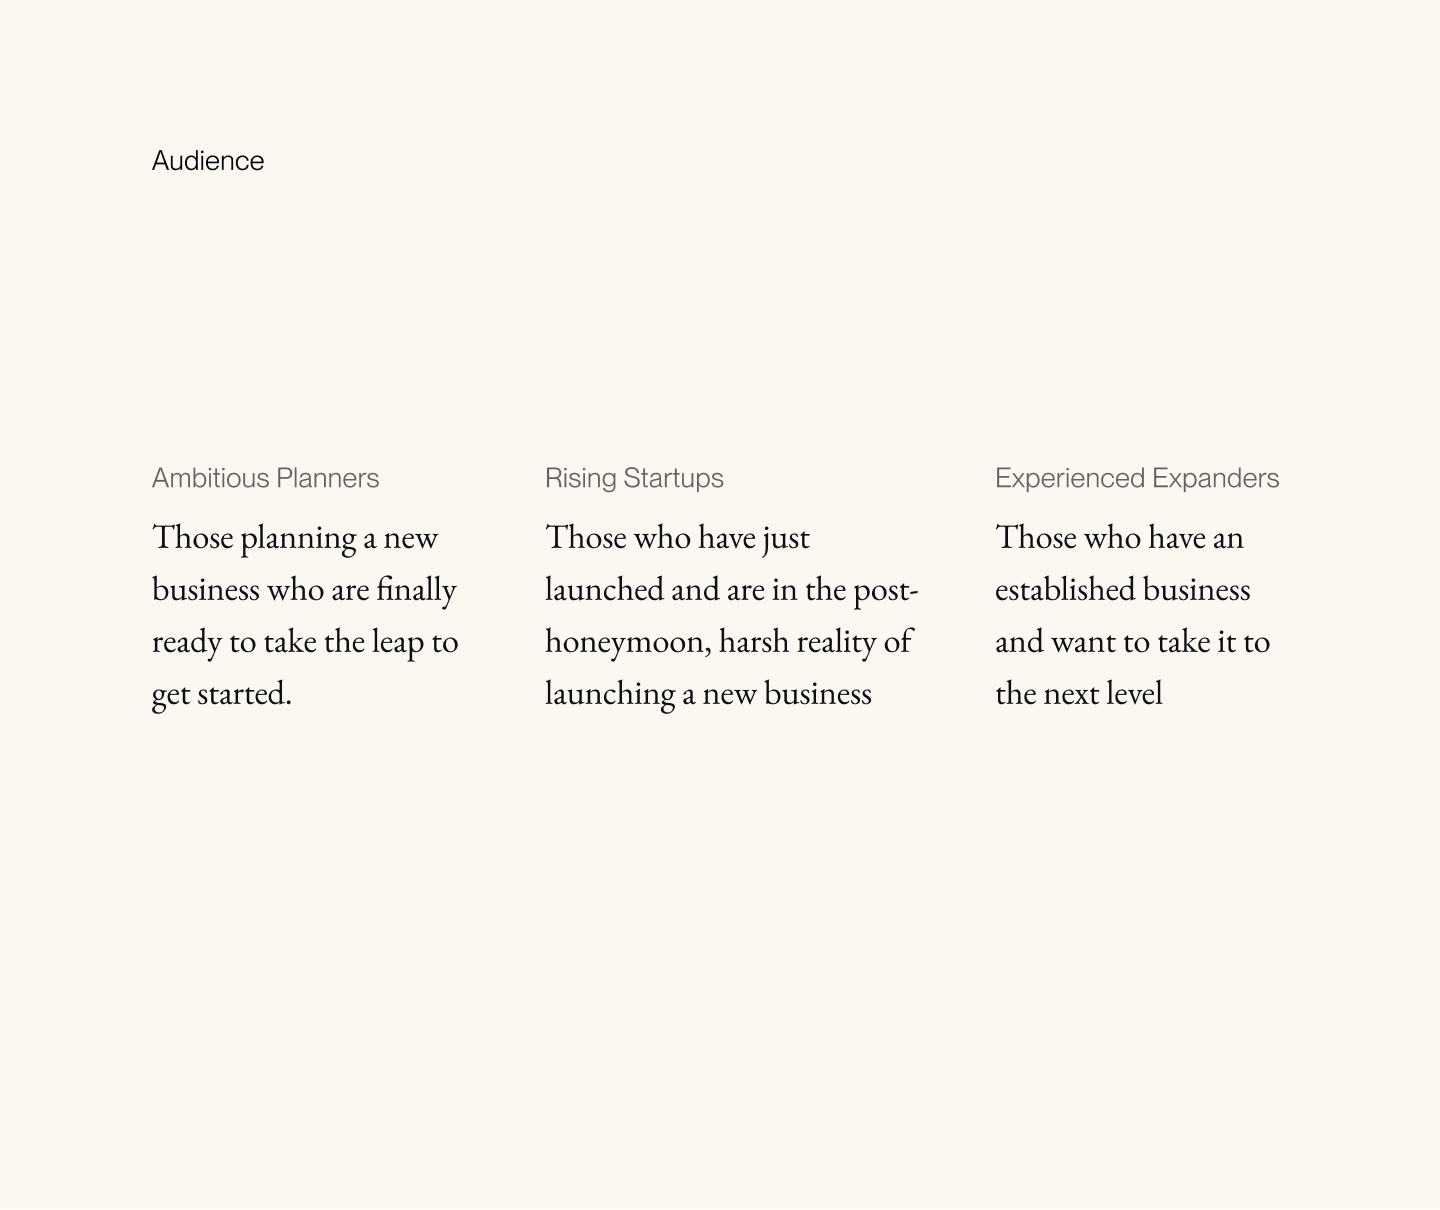 Audience
Ambitious Planners
Those planning a new
business who are finally
ready to take the leap to
get started.
Rising Startups
Those who have just
launched and are in the post-
honeymoon, harsh reality of
launching a new business
Experienced Expanders
Those who have an
established business
and want to take it to
the next level